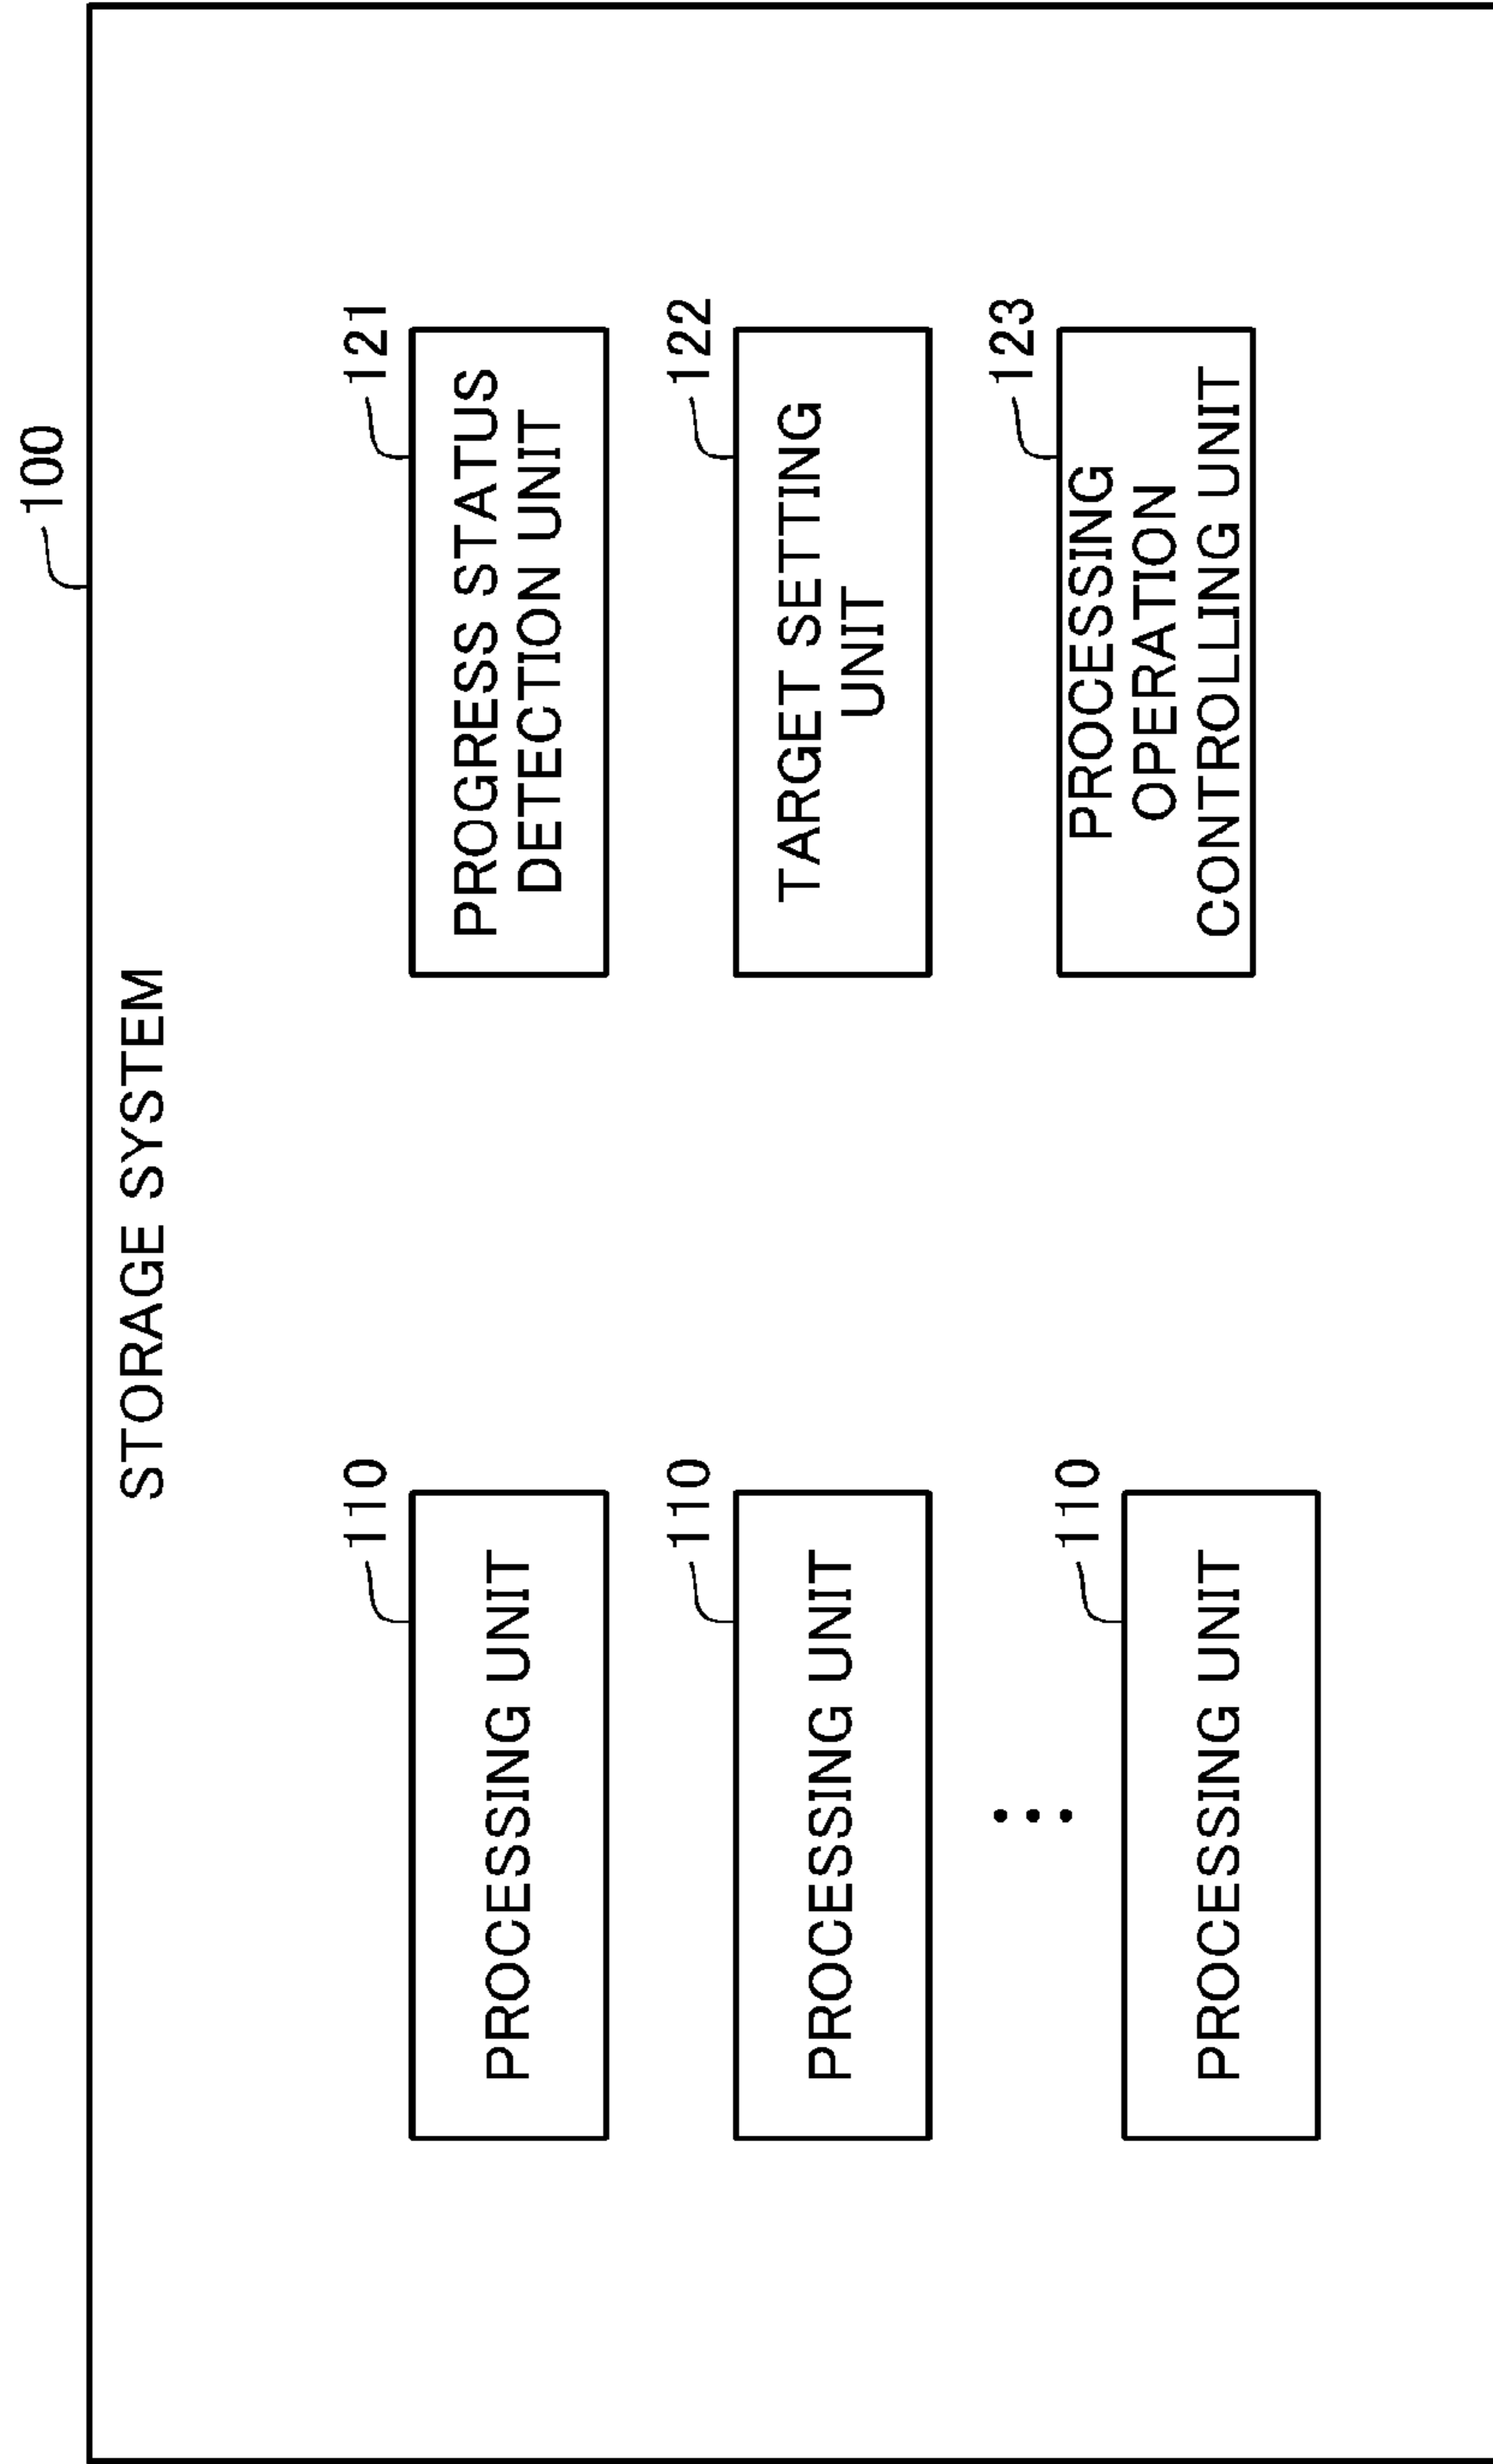 100
STORAGE SYSTEM
110
PROCESSING UNIT
110
PROCESSING UNIT
110
PROCESSING UNIT
121
PROGRESS STATUS
DETECTION UNIT
122
TARGET SETTING
UNIT
123
PROCESSING
OPERATION
CONTROLLING UNIT